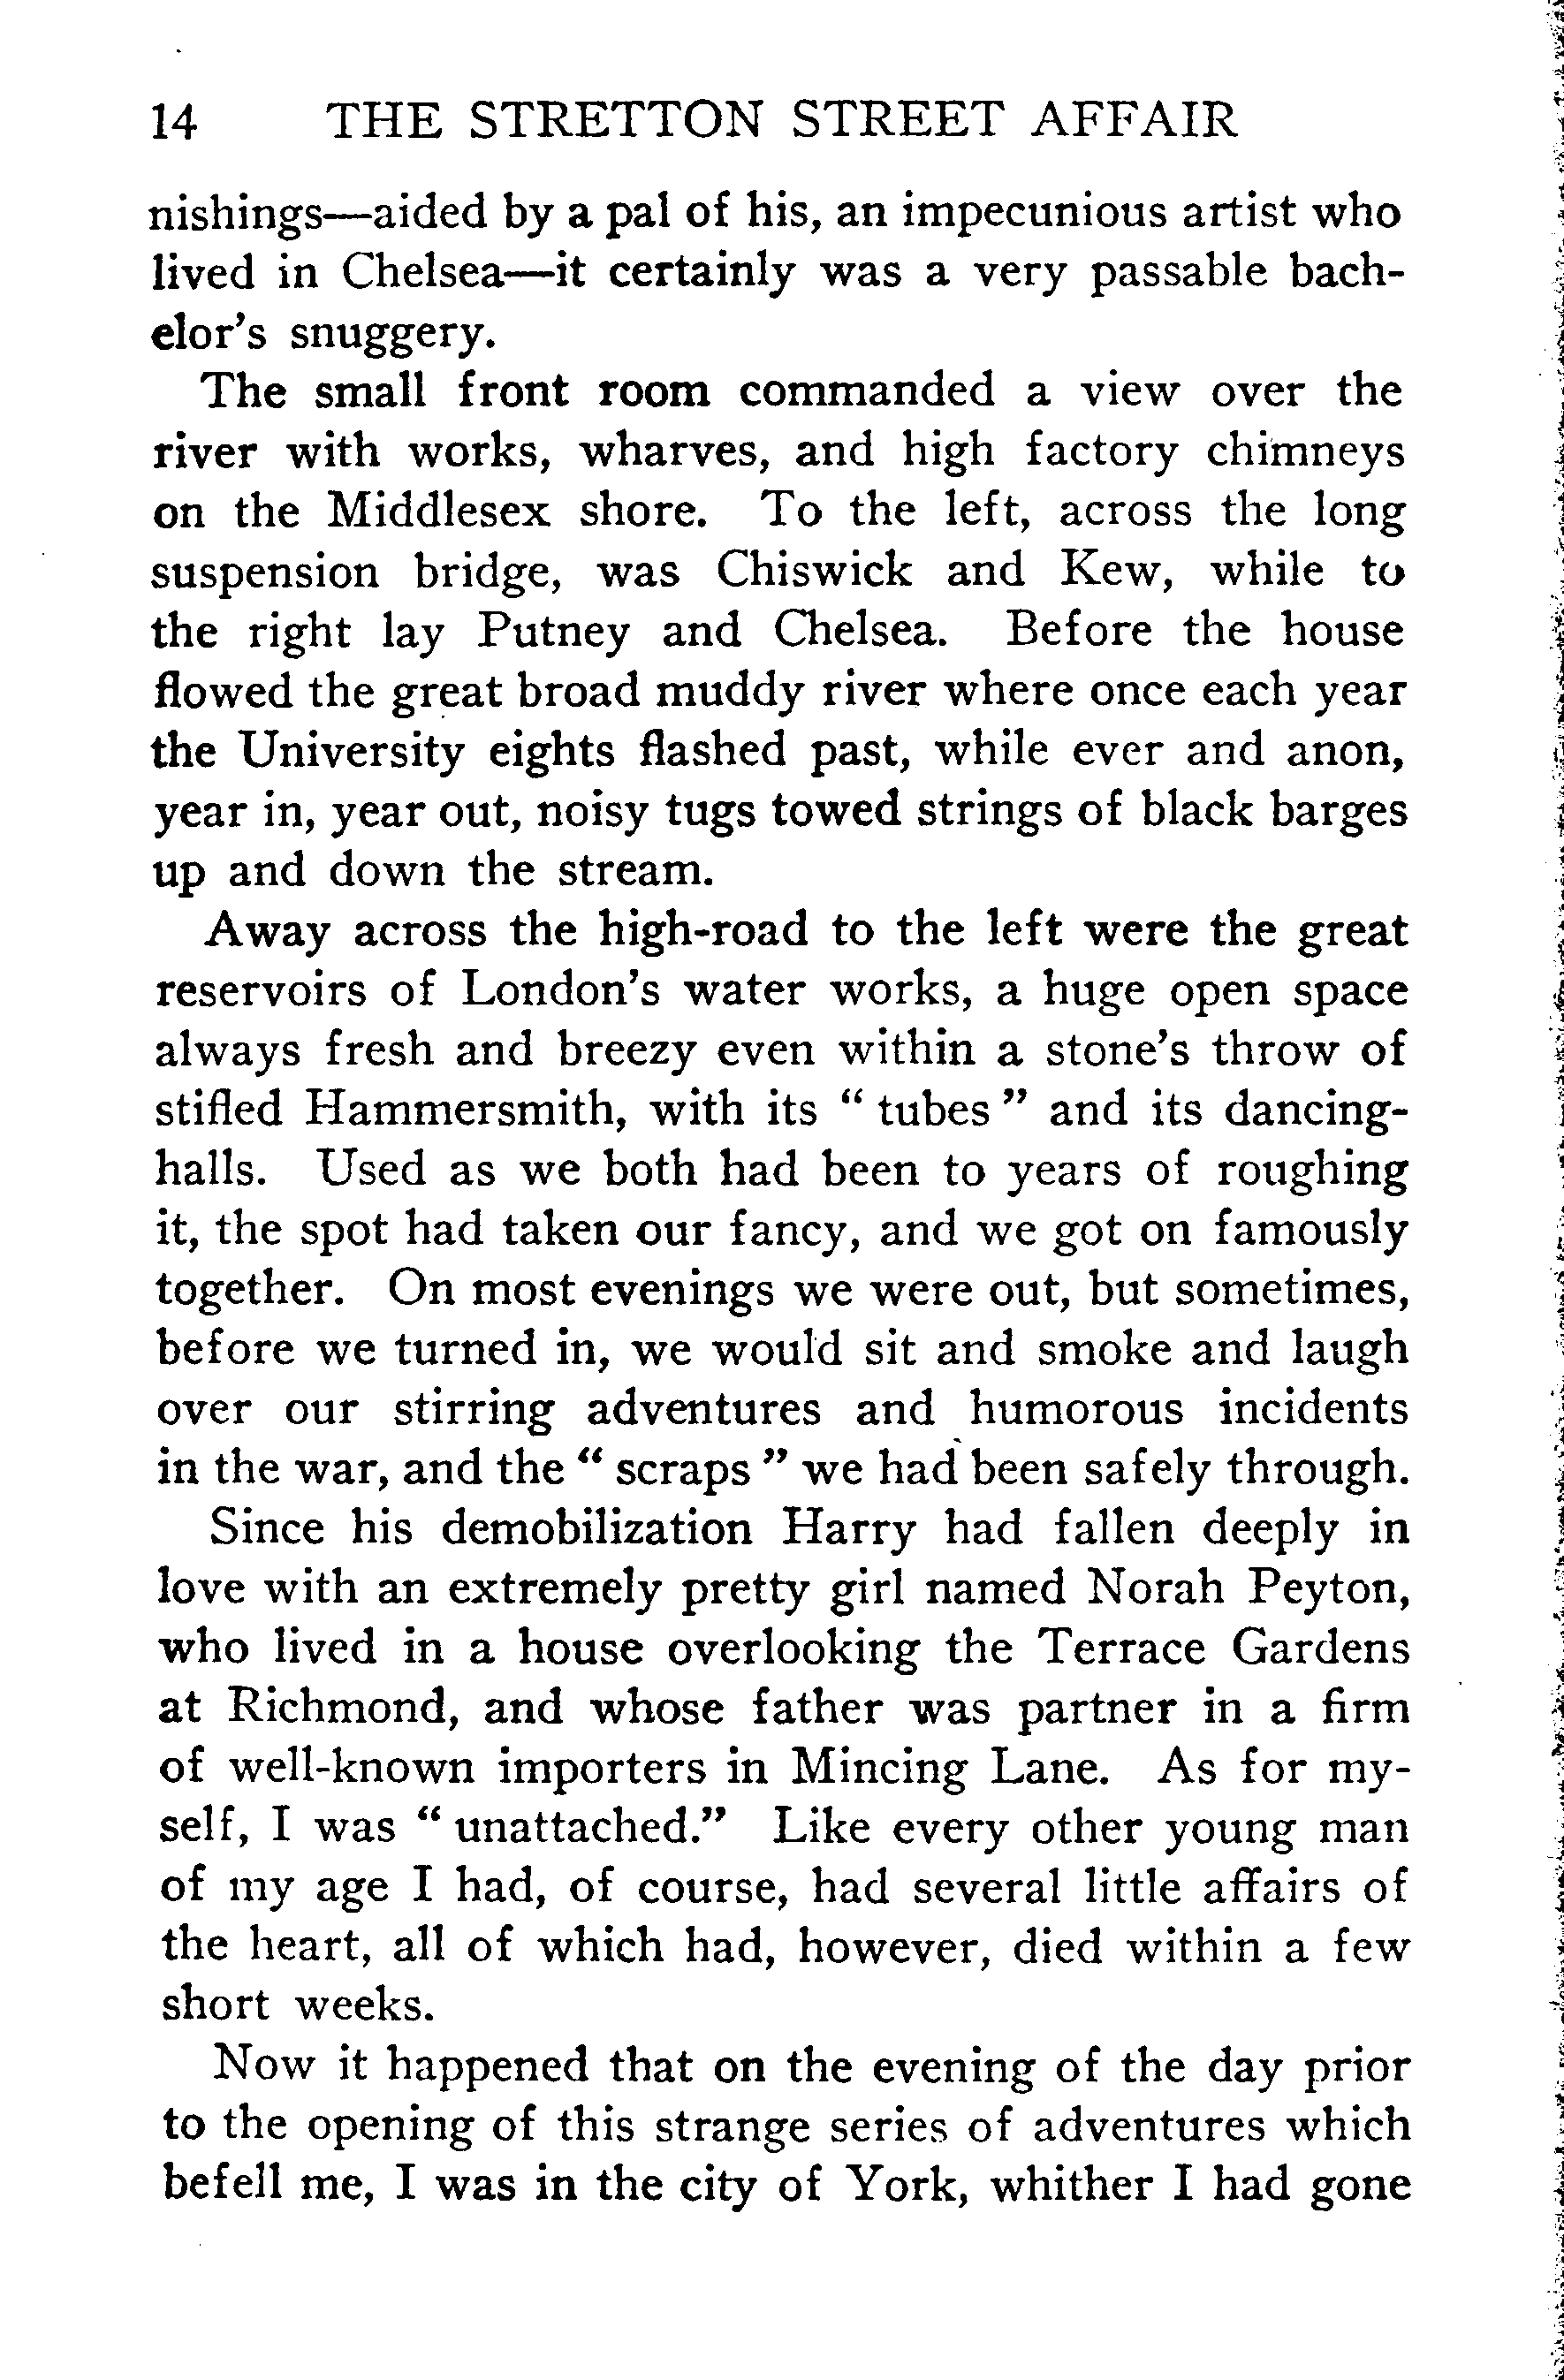 14 THE STRETTON STREET AFFAIR
nishings—aided by a pal of his, an impecunious artist who
lived in Chelsea—it certainly was a very passable bach-
elor's snuggery.
The small front room commanded a view over the
river with works, wharves, and high factory chimneys
on the Middlesex shore. To the left, across the long
suspension bridge, was Chiswick and Kew, while to
the right lay Putney and Chelsea. Before the house
flowed the great broad muddy river where once each year
the University eights flashed past, while ever and anon,
year in, year out, noisy tugs towed strings of black barges
up and down the stream.
Away across the high-road to the left were the great
reservoirs of London's water works, a huge open space
always fresh and breezy even within a stone's throw of
stifled Hammersmith, with its " tubes " and its dancing-
halls. Used as we both had been to years of roughing
it, the spot had taken our fancy, and we got on famously
together. On most evenings we were out, but sometimes,
before we turned in, we would sit and smoke and laugh
over our stirring adventures and humorous incidents
in the war, and the " scraps " we had been safely through.
Since his demobilization Harry had fallen deeply in
love with an extremely pretty girl named Norah Peyton,
who lived in a house overlooking the Terrace Gardens
at Richmond, and whose father was partner in a firm
of well-known importers in Mincing Lane. As for my-
self, I was " unattached." Like every other young man
of my age I had, of course, had several little affairs of
the heart, all of which had, however, died within a few
short weeks.
Now it happened that on the evening of the day prior
to the opening of this strange series of adventures which
befell me, I was in the city of York, whither I had gone